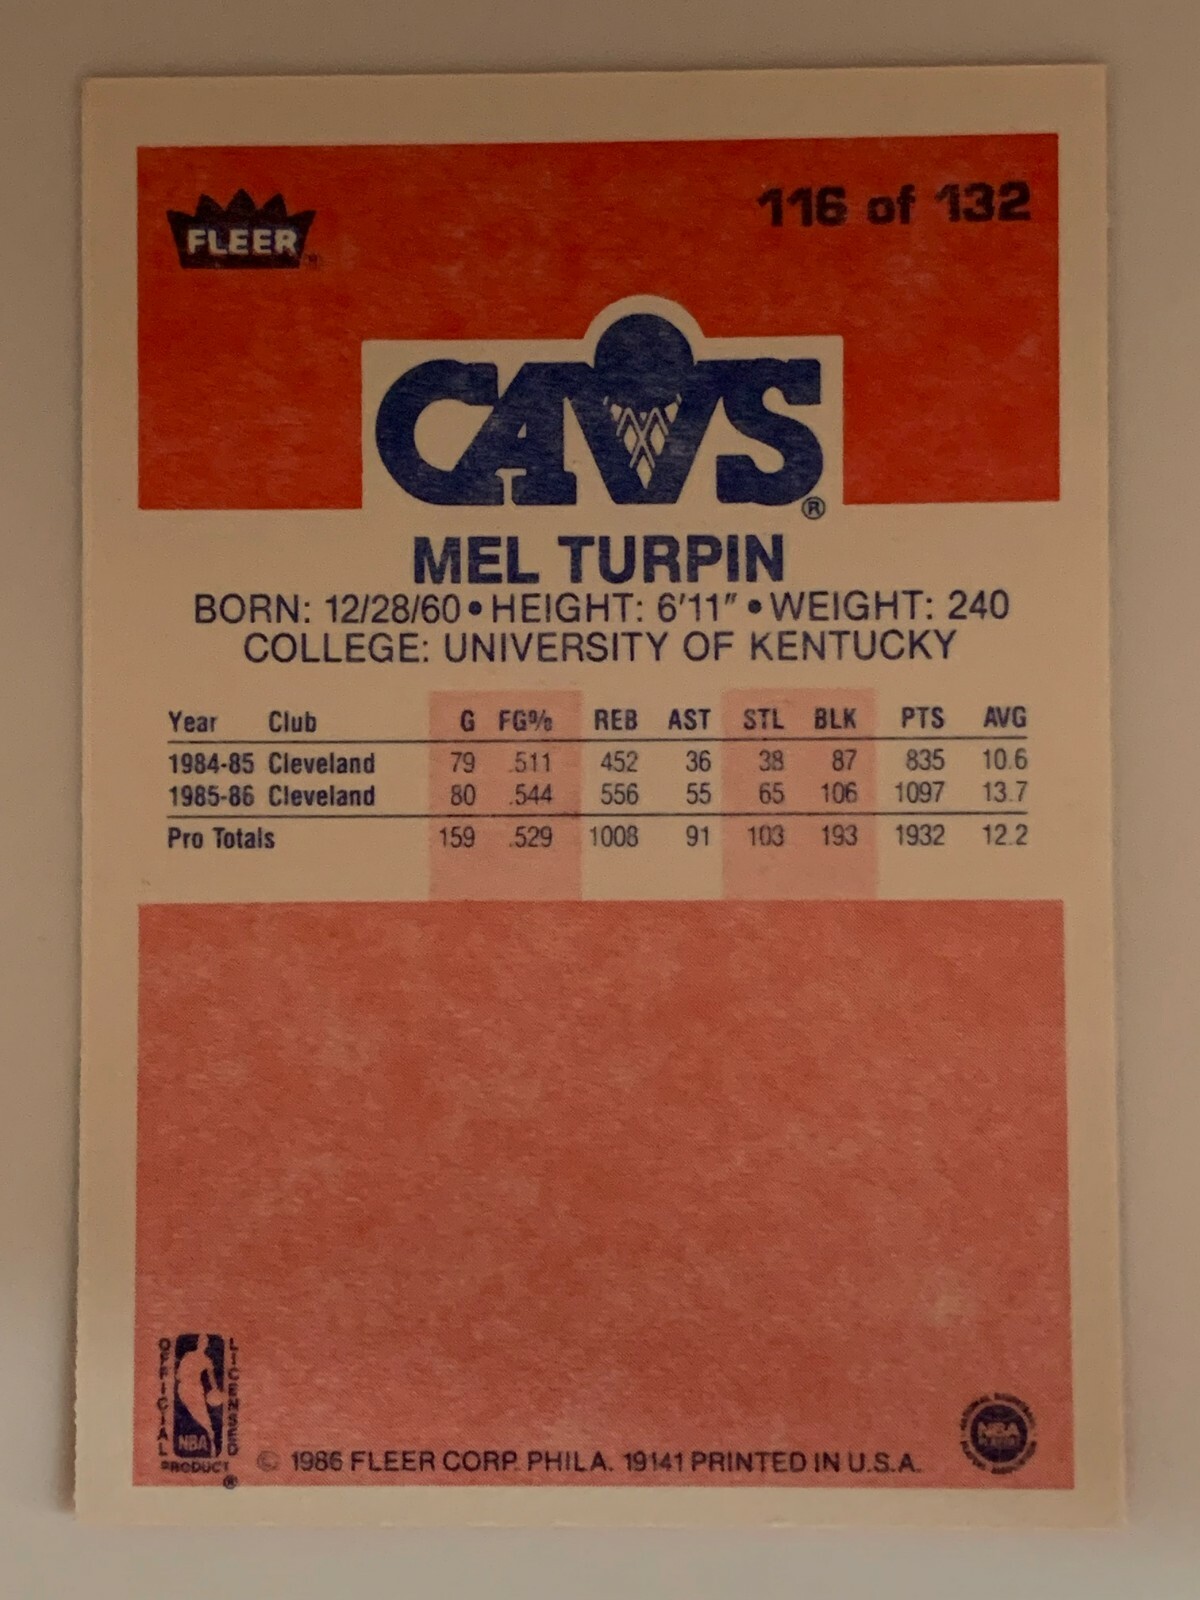 FLEER ®
116 of 132
CAVS ®
MEL TURPIN
BORN: 12/28/60 • HEIGHT: 6'11" • WEIGHT: 240
COLLEGE: UNIVERSITY OF KENTUCKY
Year Club G FG% REB AST STL BLK PTS AVG
1984-85 Cleveland 79 .511 452 36 38 87 835 10.6
1985-86 Cleveland 80 .544 556 55 65 106 1097 13.7
Pro Totals 159 .529 1008 91 103 193 1932 12.2
OFFICIAL
LICENSED
NBA
PRODUCT ®
© 1986 FLEER CORP. PHILA. 19141 PRINTED IN U.S.A.
NBA